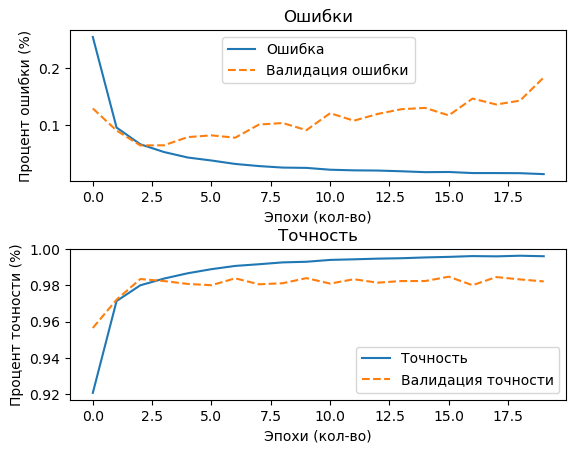 Ошибки
Процент ошибки (%)
0.2
0.1
Ошибка
Валидация ошибки
0.0 2.5 5.0 7.5 10.0 12.5 15.0 17.5
Эпохи (кол-во)
Точность
Процент точности (%)
1.00
0.98
0.96
0.94
0.92
Точность
Валидация точности
0.0 2.5 5.0 7.5 10.0 12.5 15.0 17.5
Эпохи (кол-во)